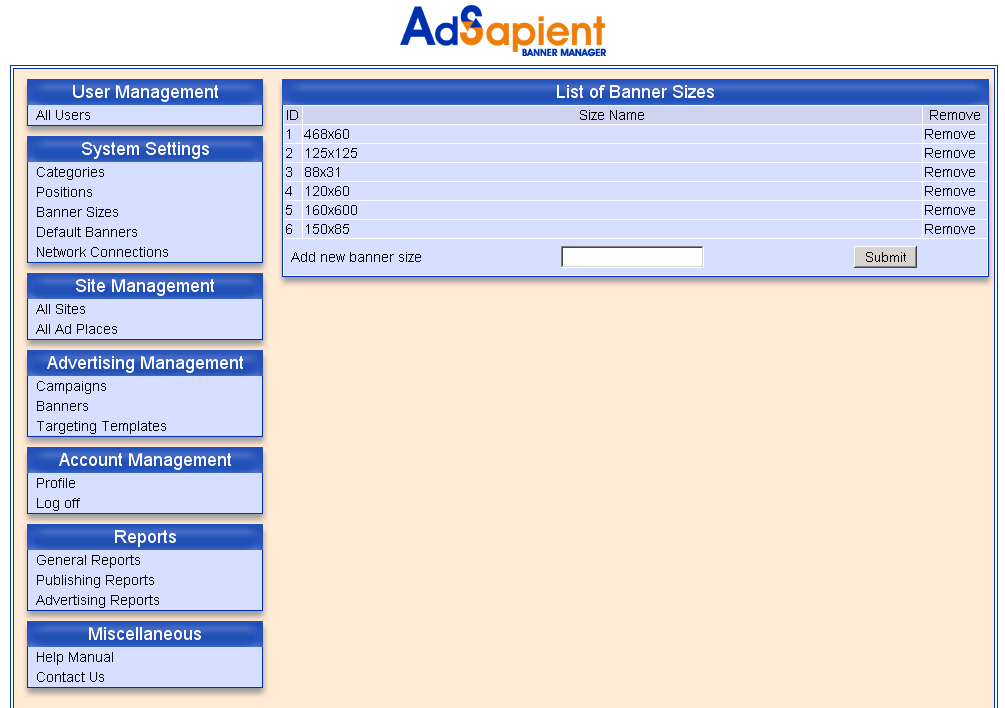 AdSapient
BANNER MANAGER
User Management
All Users
System Settings
Categories
Positions
Banner Sizes
Default Banners
Network Connections
Site Management
All Sites
All Ad Places
Advertising Management
Campaigns
Banners
Targeting Templates
Account Management
Profile
Log off
Reports
General Reports
Publishing Reports
Advertising Reports
Miscellaneous
Help Manual
Contact Us
List of Banner Sizes
ID Size Name Remove
1 468x60 Remove
2 125x125 Remove
3 88x31 Remove
4 120x60 Remove
5 160x600 Remove
6 150x85 Remove
Add new banner size Submit